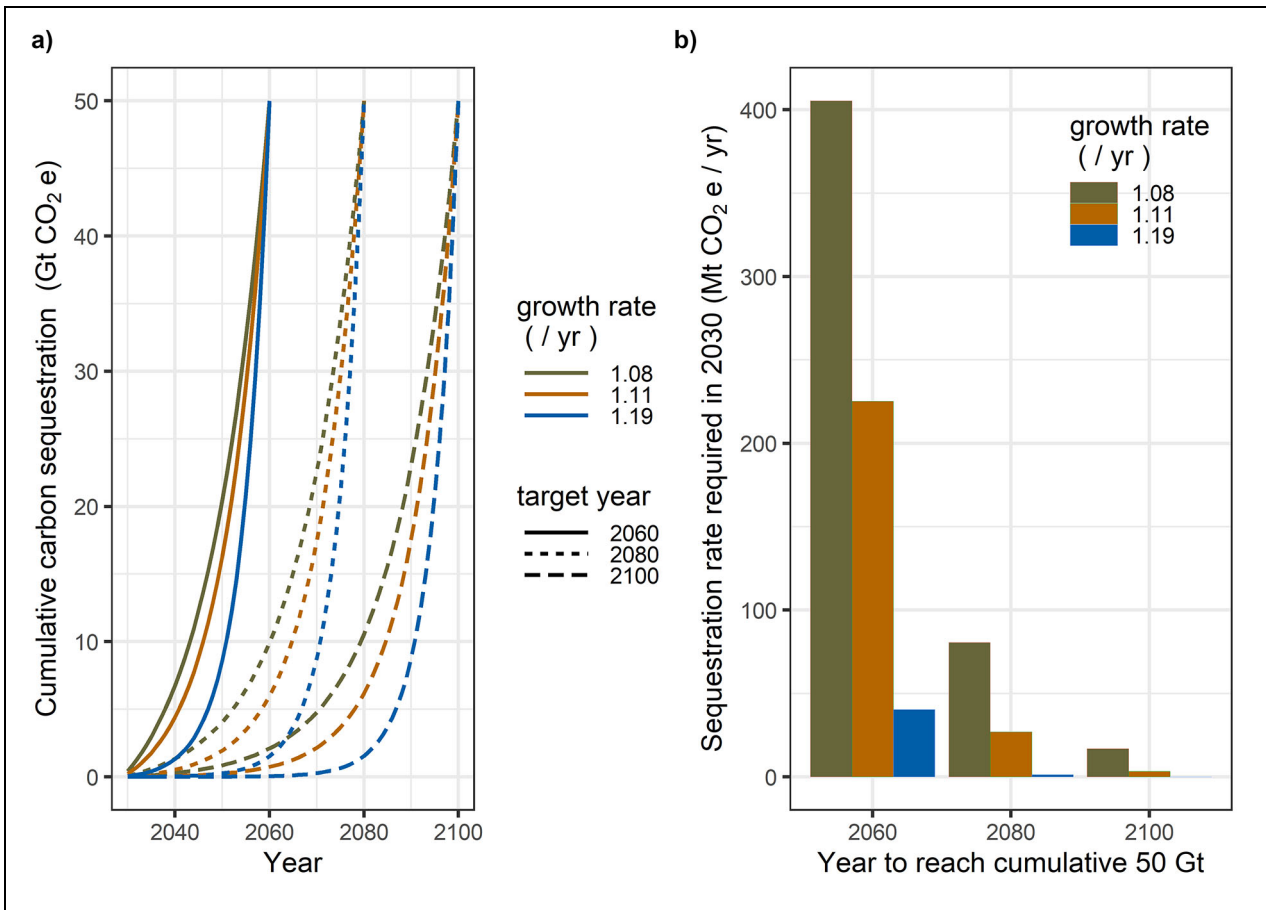 a)
Cumulative carbon sequestration (Gt CO₂ e)
50
40
30
20
10
0
2040
2060
2080
2100
Year
growth rate
( / yr )
1.08
1.11
1.19
target year
2060
2080
2100
b)
Sequestration rate required in 2030 (Mt CO₂ e / yr)
400
300
200
100
0
2060
2080
2100
Year to reach cumulative 50 Gt
growth rate
( / yr )
1.08
1.11
1.19